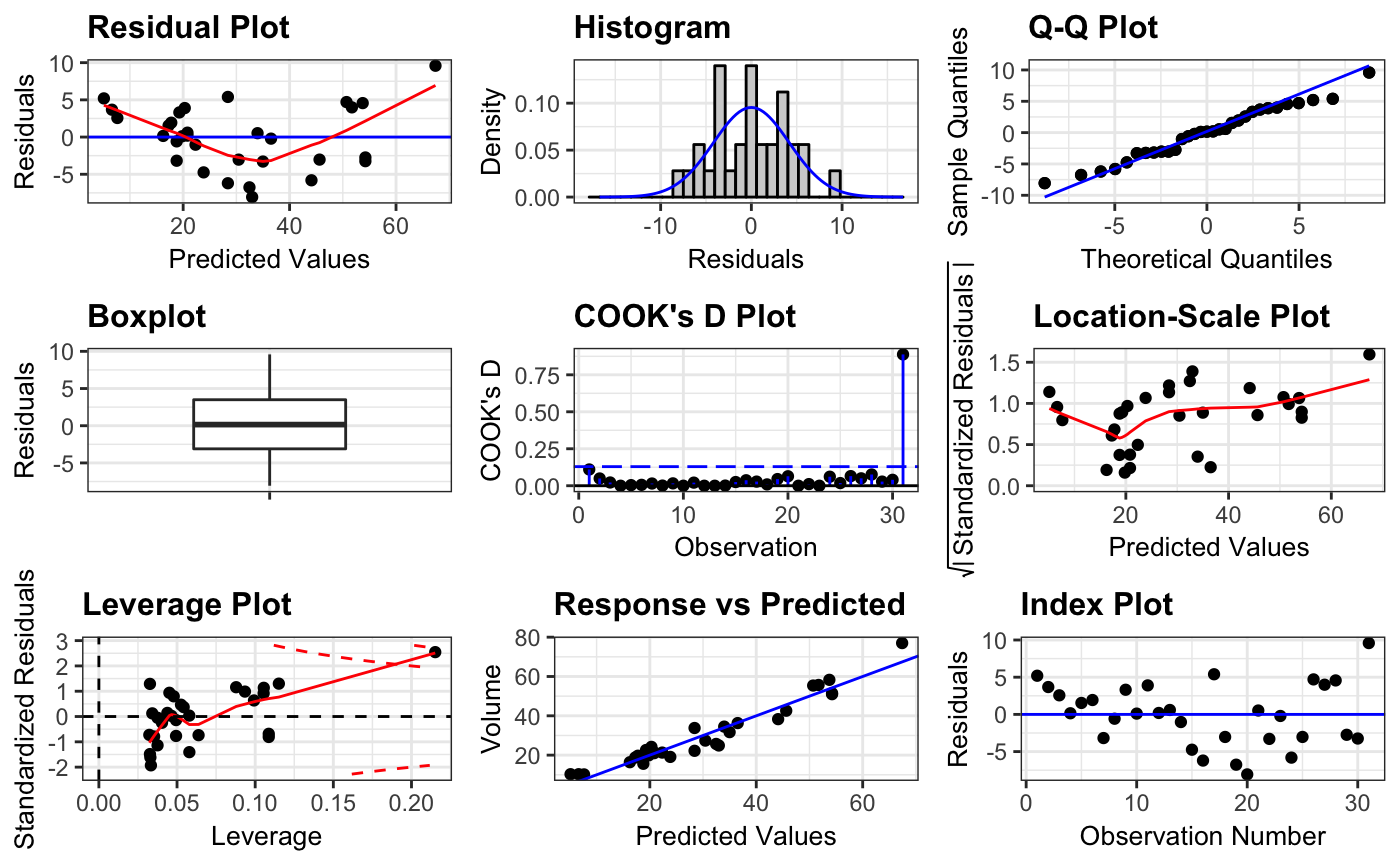 Residual Plot
Residuals
10
5
0
-5
20 40 60
Predicted Values
Histogram
Density
0.10
0.05
0.00
-10 0 10
Residuals
Q-Q Plot
Sample Quantiles
10
5
0
-5
-10
-5 0 5
Theoretical Quantiles
Boxplot
Residuals
10
5
0
-5
COOK's D Plot
COOK's D
0.75
0.50
0.25
0.00
0 10 20 30
Observation
Location-Scale Plot
√|Standardized Residuals|
1.5
1.0
0.5
0.0
20 40 60
Predicted Values
Leverage Plot
Standardized Residuals
3
2
1
0
-1
-2
0.00 0.05 0.10 0.15 0.20
Leverage
Response vs Predicted
Volume
80
60
40
20
20 40 60
Predicted Values
Index Plot
Residuals
10
5
0
-5
0 10 20 30
Observation Number